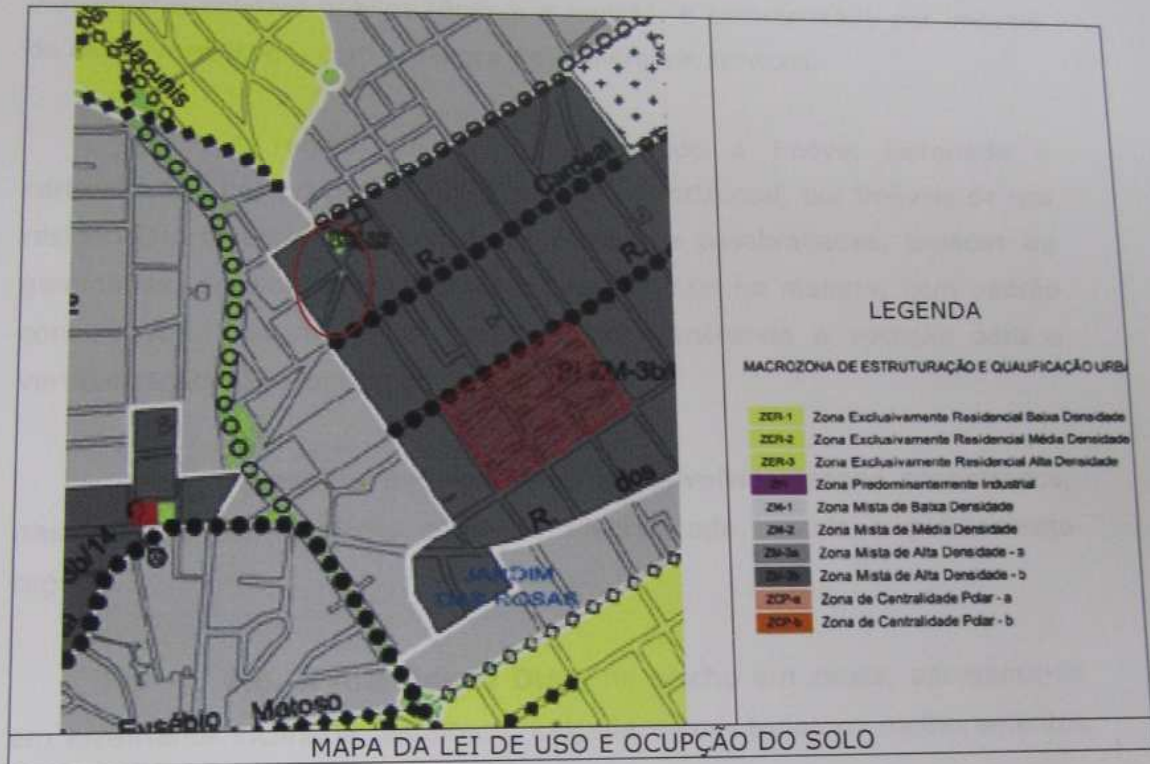 Macunis
Cardeal
R.
R.
ZM-3b/
dos
R.
3b/14
JARDIM
DAS ROSAS
Eusébio Matoso
LEGENDA
MACROZONA DE ESTRUTURAÇÃO E QUALIFICAÇÃO URBA
ZER-1 Zona Exclusivamente Residencial Baixa Densidade
ZER-2 Zona Exclusivamente Residencial Média Densidade
ZER-3 Zona Exclusivamente Residencial Alta Densidade
Zona Predominantemente Industrial
ZM-1 Zona Mista de Baixa Densidade
ZM-2 Zona Mista de Média Densidade
ZM-3a Zona Mista de Alta Densidade - a
ZM-3b Zona Mista de Alta Densidade - b
ZCP-a Zona de Centralidade Polar - a
ZCP-b Zona de Centralidade Polar - b
MAPA DA LEI DE USO E OCUPÇÃO DO SOLO